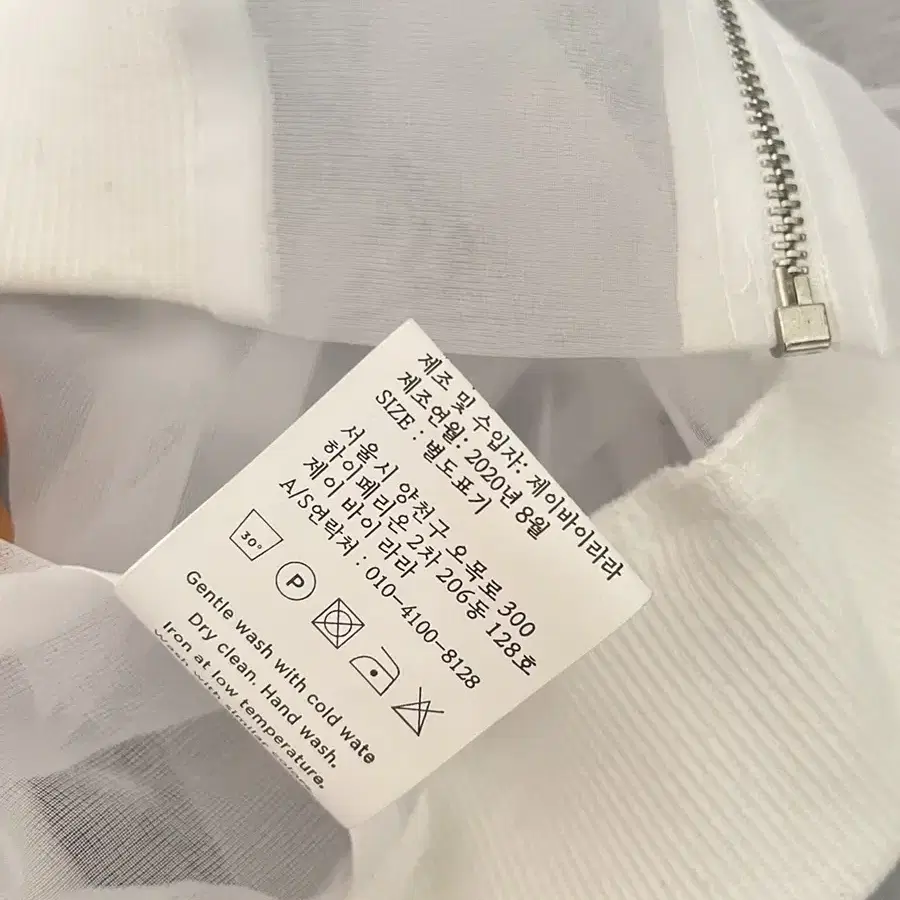 제조 및 수입자: 제이바이라라
제조연월: 2020년 8월
SIZE : 별도표기
서울시 양천구 오목로 300
하이페리온 2차 206동 128호
제이 바이 라라
A/S연락처 : 010-4100-8128
30°
P
Gentle wash with cold wate
Dry clean. Hand wash.
Iron at low temperature.
Wash with similar colors